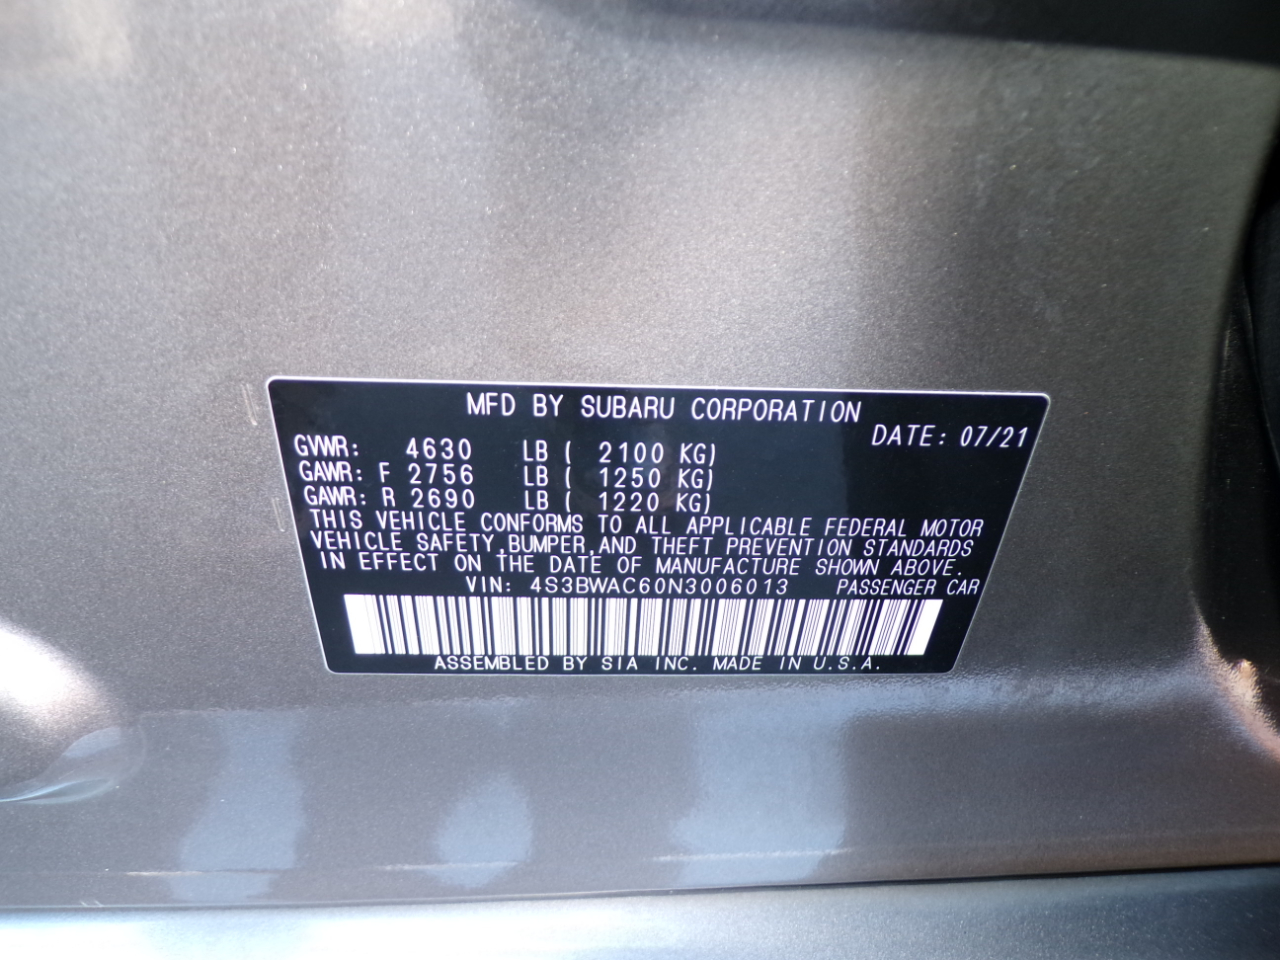 MFD BY SUBARU CORPORATION
DATE: 07/21
GVWR: 4630 LB ( 2100 KG)
GAWR: F 2756 LB ( 1250 KG)
GAWR: R 2690 LB ( 1220 KG)
THIS VEHICLE CONFORMS TO ALL APPLICABLE FEDERAL MOTOR
VEHICLE SAFETY,BUMPER,AND THEFT PREVENTION STANDARDS
IN EFFECT ON THE DATE OF MANUFACTURE SHOWN ABOVE.
VIN: 4S3BWAC60N3006013 PASSENGER CAR
ASSEMBLED BY SIA INC. MADE IN U.S.A.